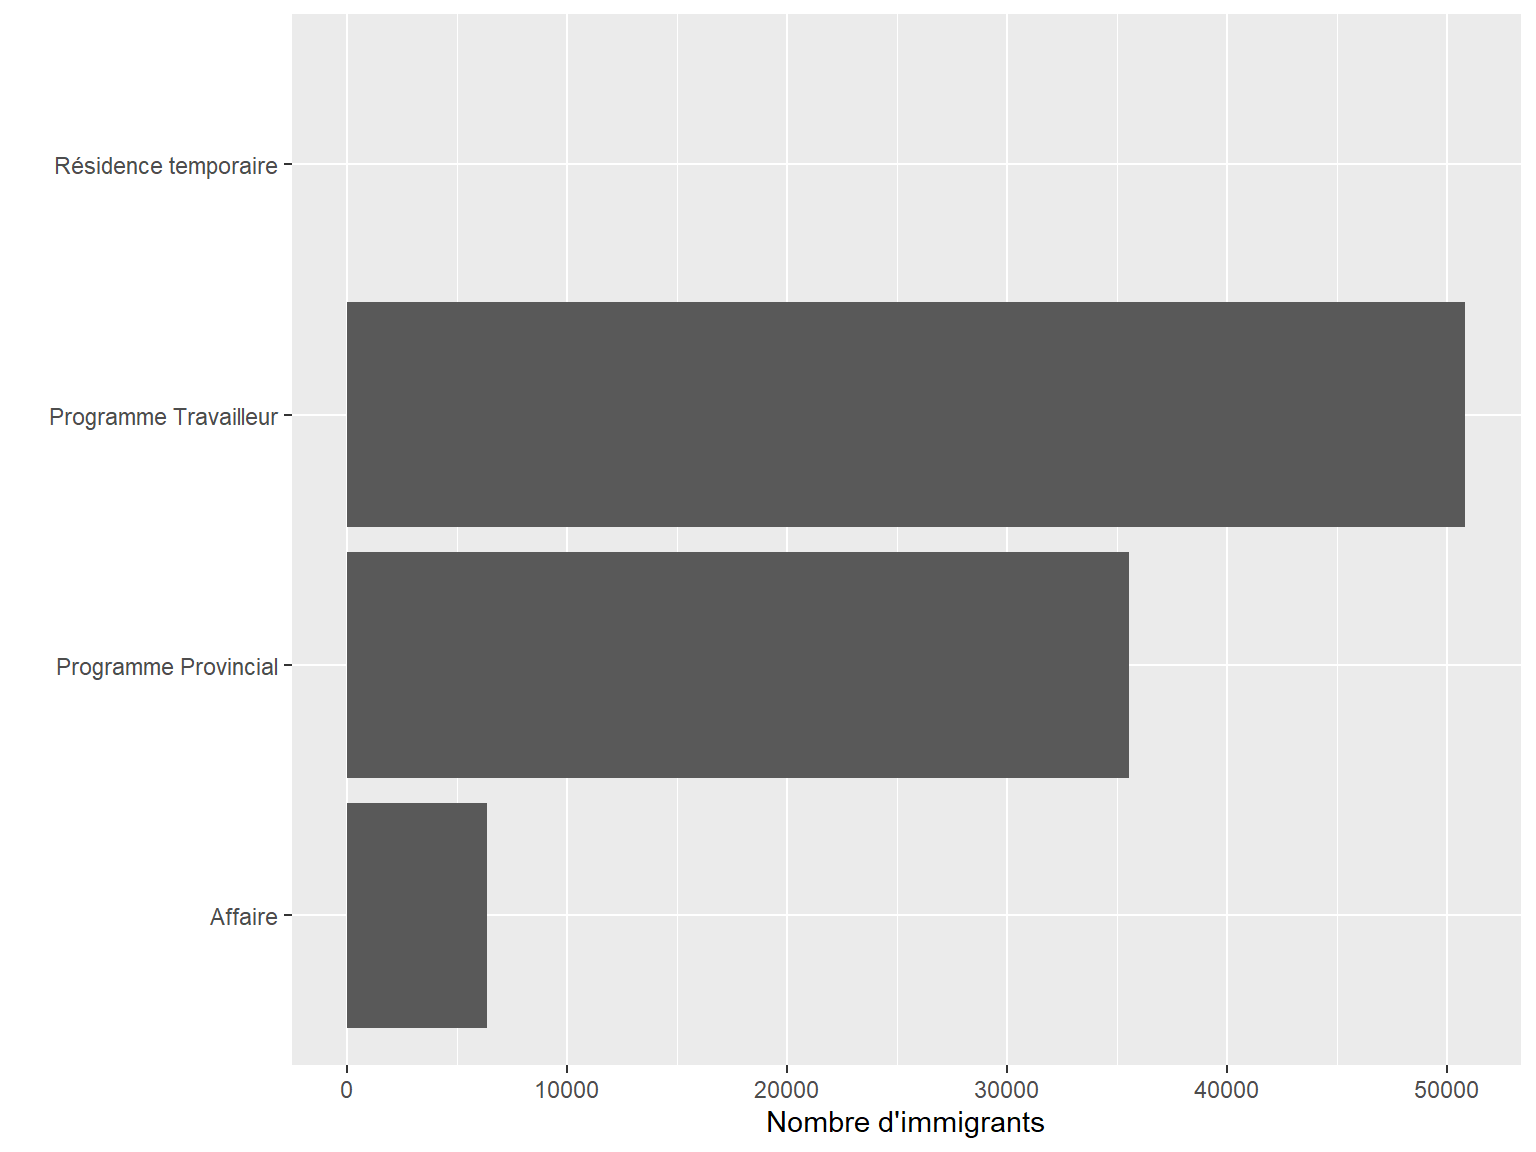 Résidence temporaire
Programme Travailleur
Programme Provincial
Affaire
0 10000 20000 30000 40000 50000
Nombre d'immigrants